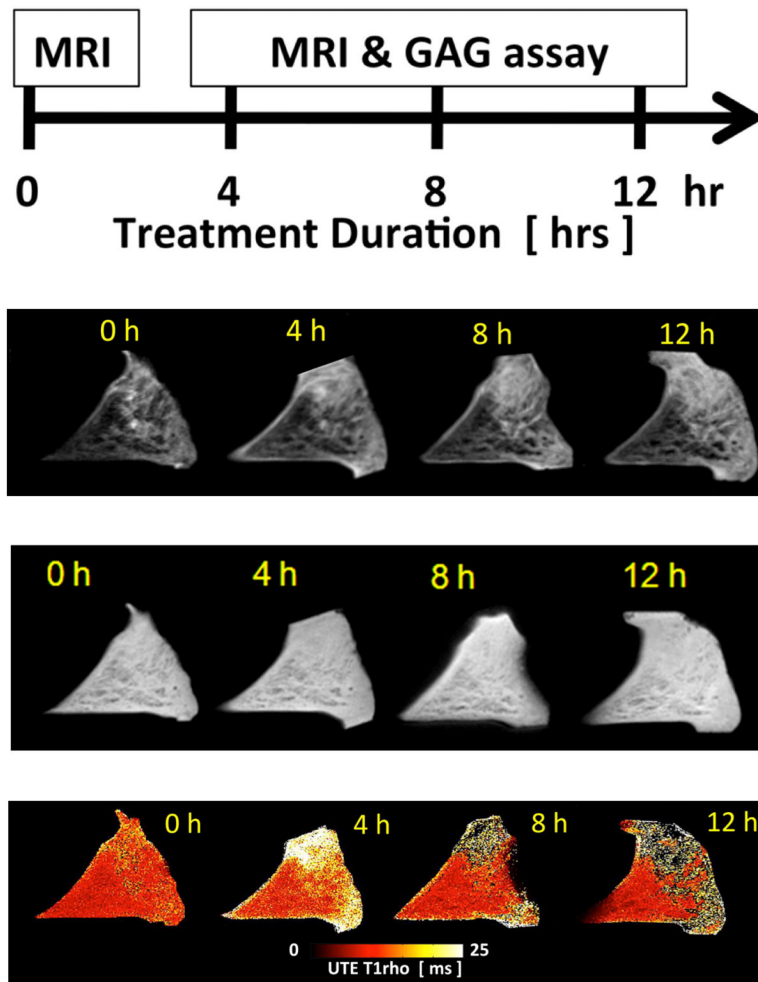 MRI
MRI & GAG assay
0 4 8 12 hr
Treatment Duration [ hrs ]
0 h 4 h 8 h 12 h
0 h 4 h 8 h 12 h
0 h 4 h 8 h 12 h
0 25
UTE T1rho [ ms ]